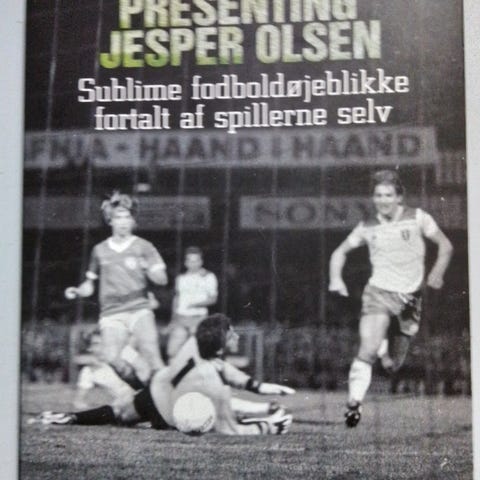 PRESENTING
JESPER OLSEN
Sublime fodboldøjeblikke
fortalt af spillerne selv
HAAND I HAAND
SONY